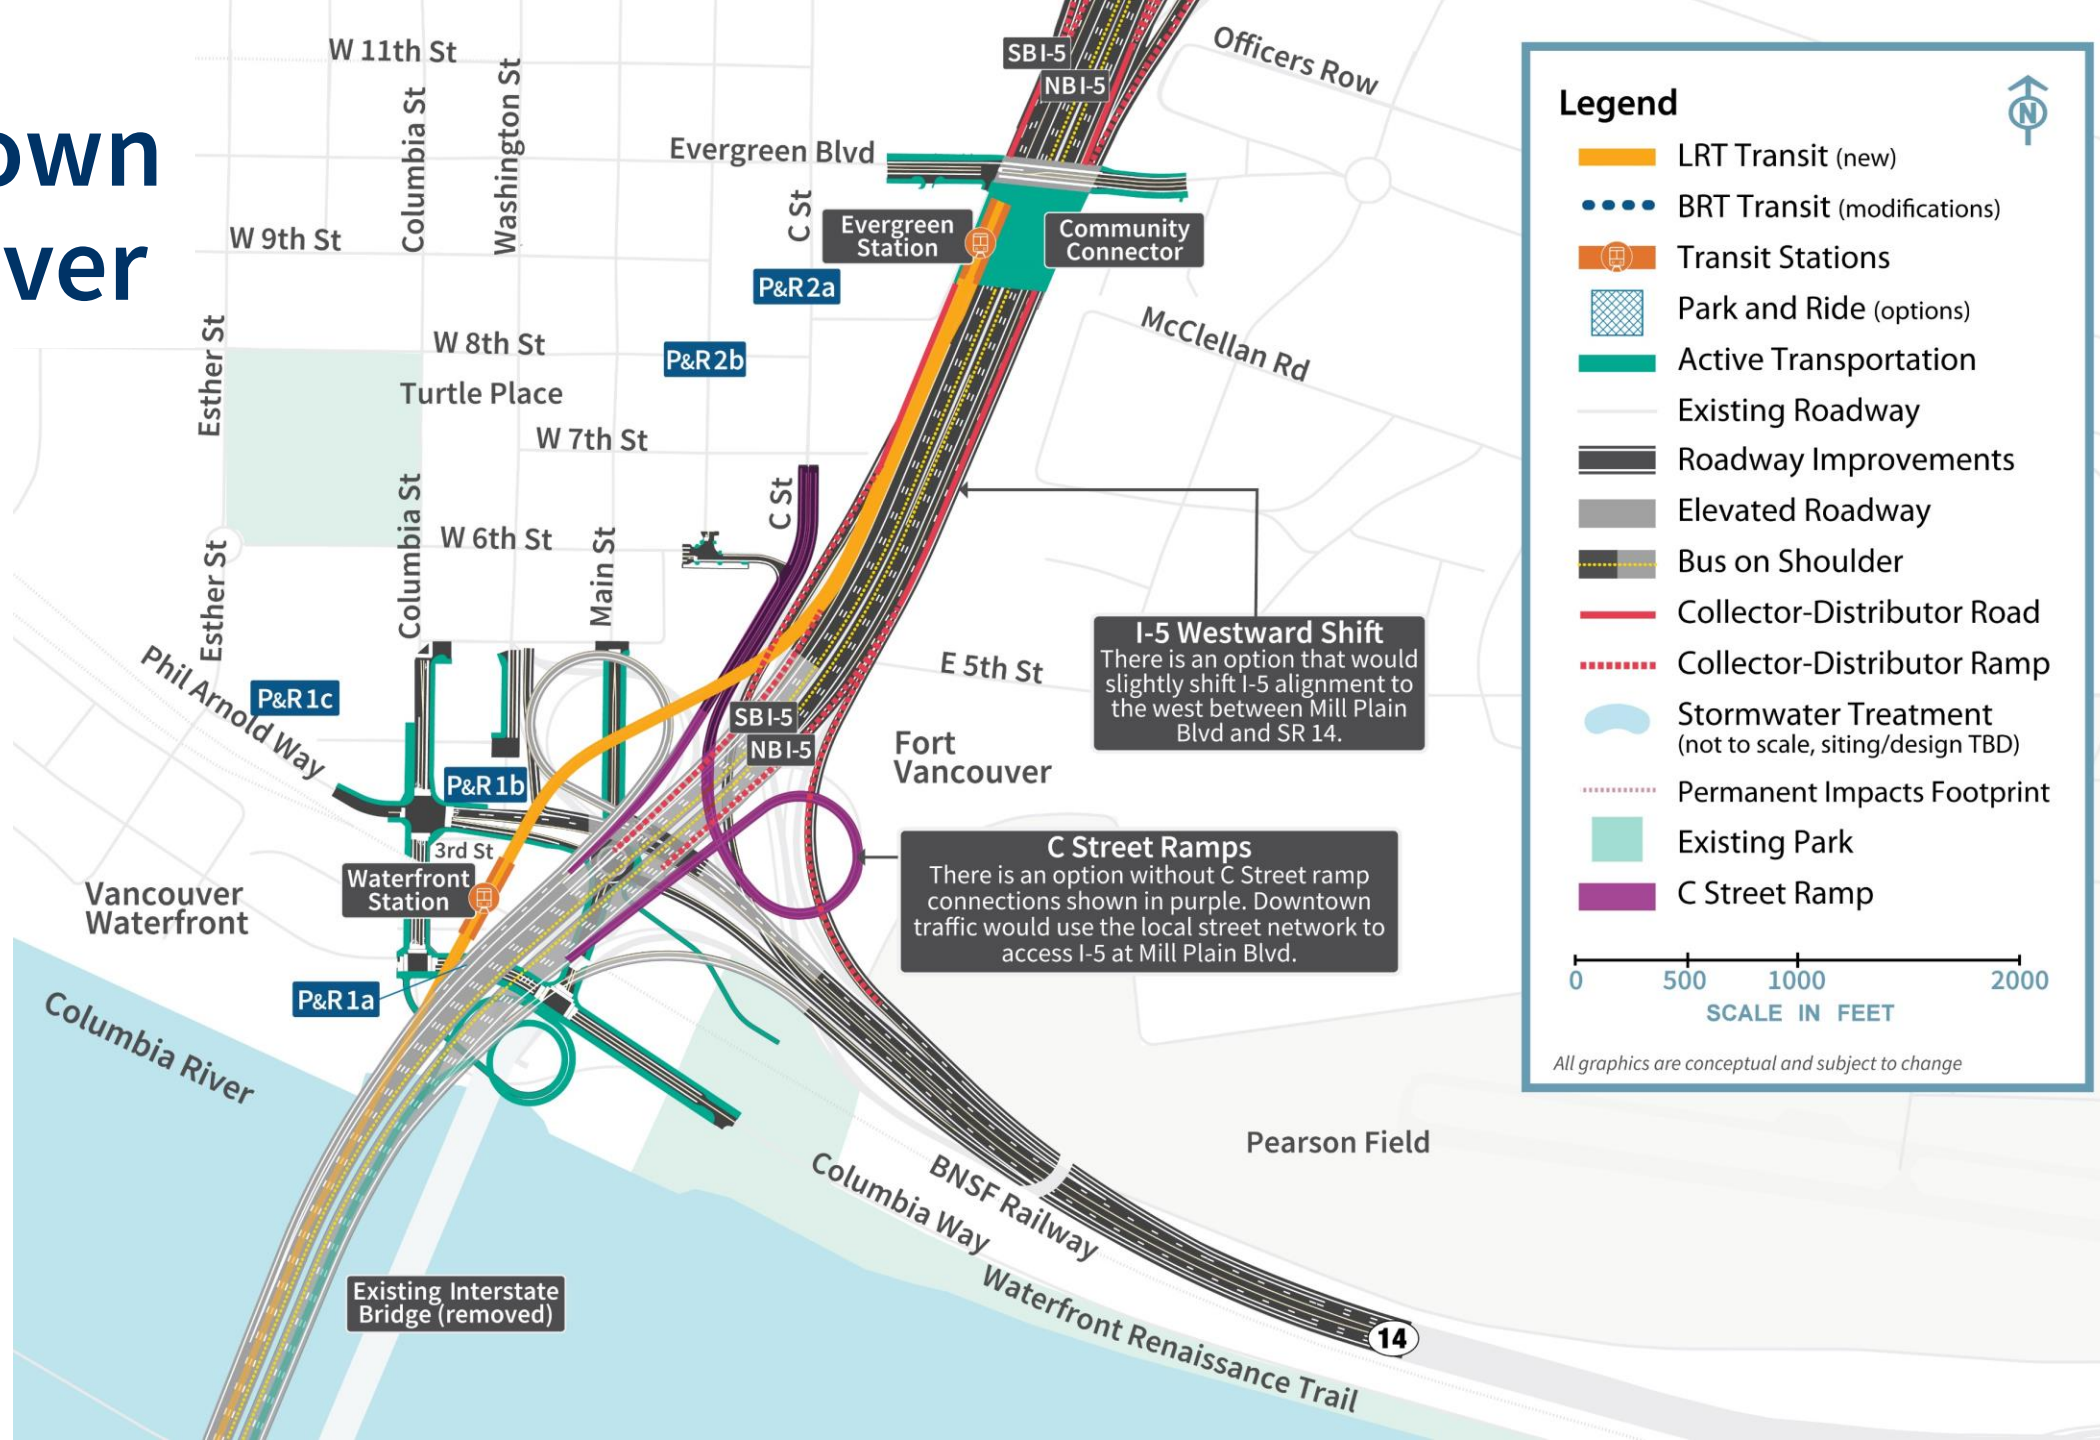 own
ver
W 11th St
Columbia St
Washington St
SB I-5
NB I-5
Officers Row
Evergreen Blvd
C St
W 9th St
Evergreen
Station
Community
Connector
P&R 2a
McClellan Rd
Esther St
W 8th St
P&R 2b
Turtle Place
W 7th St
Columbia St
C St
W 6th St
Main St
Esther St
I-5 Westward Shift
There is an option that would
slightly shift I-5 alignment to
the west between Mill Plain
Blvd and SR 14.
E 5th St
Phil Arnold Way
P&R 1c
SB I-5
NB I-5
Fort
Vancouver
P&R 1b
3rd St
C Street Ramps
There is an option without C Street ramp
connections shown in purple. Downtown
traffic would use the local street network to
access I-5 at Mill Plain Blvd.
Waterfront
Station
Vancouver
Waterfront
P&R 1a
Columbia River
Pearson Field
BNSF Railway
Columbia Way
Waterfront Renaissance Trail
Existing Interstate
Bridge (removed)
14
Legend
N
LRT Transit (new)
BRT Transit (modifications)
Transit Stations
Park and Ride (options)
Active Transportation
Existing Roadway
Roadway Improvements
Elevated Roadway
Bus on Shoulder
Collector-Distributor Road
Collector-Distributor Ramp
Stormwater Treatment
(not to scale, siting/design TBD)
Permanent Impacts Footprint
Existing Park
C Street Ramp
0 500 1000 2000
SCALE IN FEET
All graphics are conceptual and subject to change